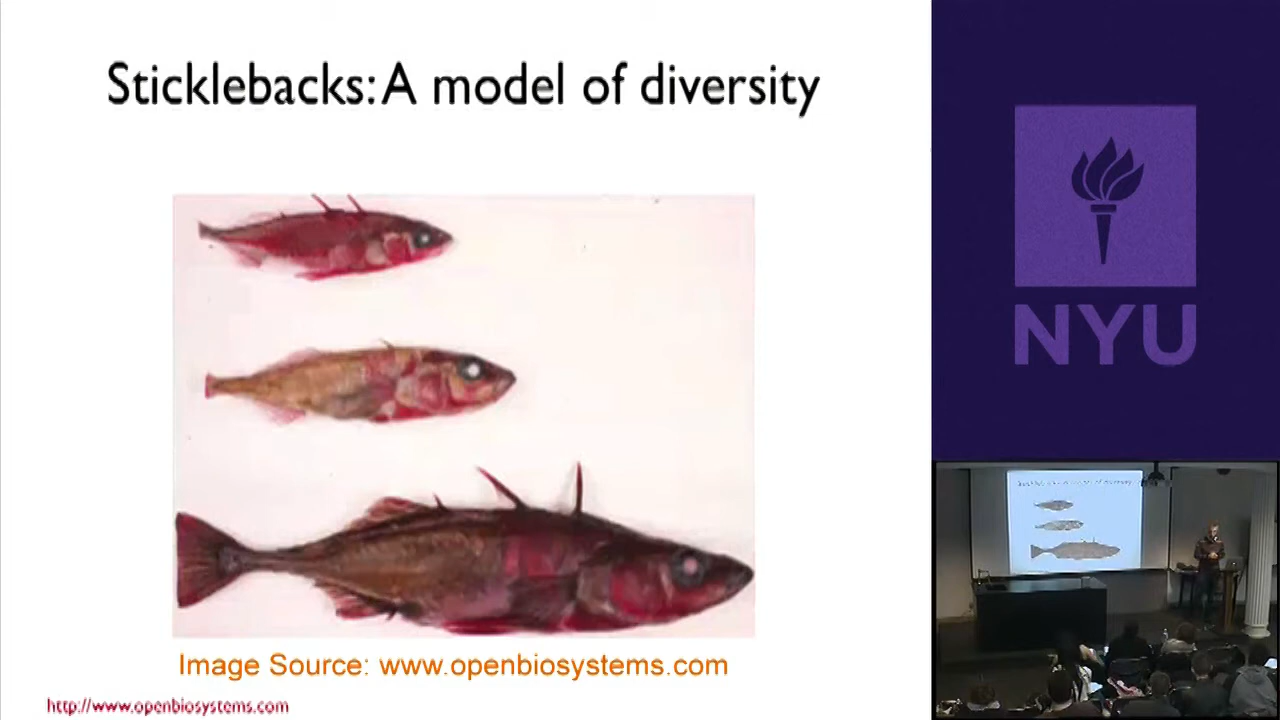 Sticklebacks: A model of diversity
Image Source: www.openbiosystems.com
http://www.openbiosystems.com
NYU